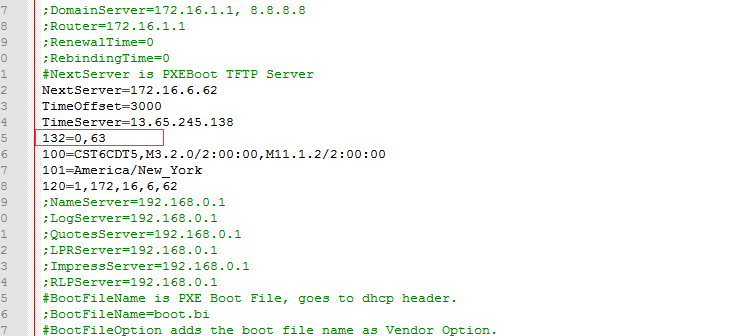 7 ;DomainServer=172.16.1.1, 8.8.8.8
8 ;Router=172.16.1.1
9 ;RenewalTime=0
0 ;RebindingTime=0
1 #NextServer is PXEBoot TFTP Server
2 NextServer=172.16.6.62
3 TimeOffset=3000
4 TimeServer=13.65.245.138
5 132=0,63
6 100=CST6CDT5,M3.2.0/2:00:00,M11.1.2/2:00:00
7 101=America/New_York
8 120=1,172,16,6,62
9 ;NameServer=192.168.0.1
0 ;LogServer=192.168.0.1
1 ;QuotesServer=192.168.0.1
2 ;LPRServer=192.168.0.1
3 ;ImpressServer=192.168.0.1
4 ;RLPServer=192.168.0.1
5 #BootFileName is PXE Boot File, goes to dhcp header.
6 ;BootFileName=boot.bi
7 #BootFileOption adds the boot file name as Vendor Option.